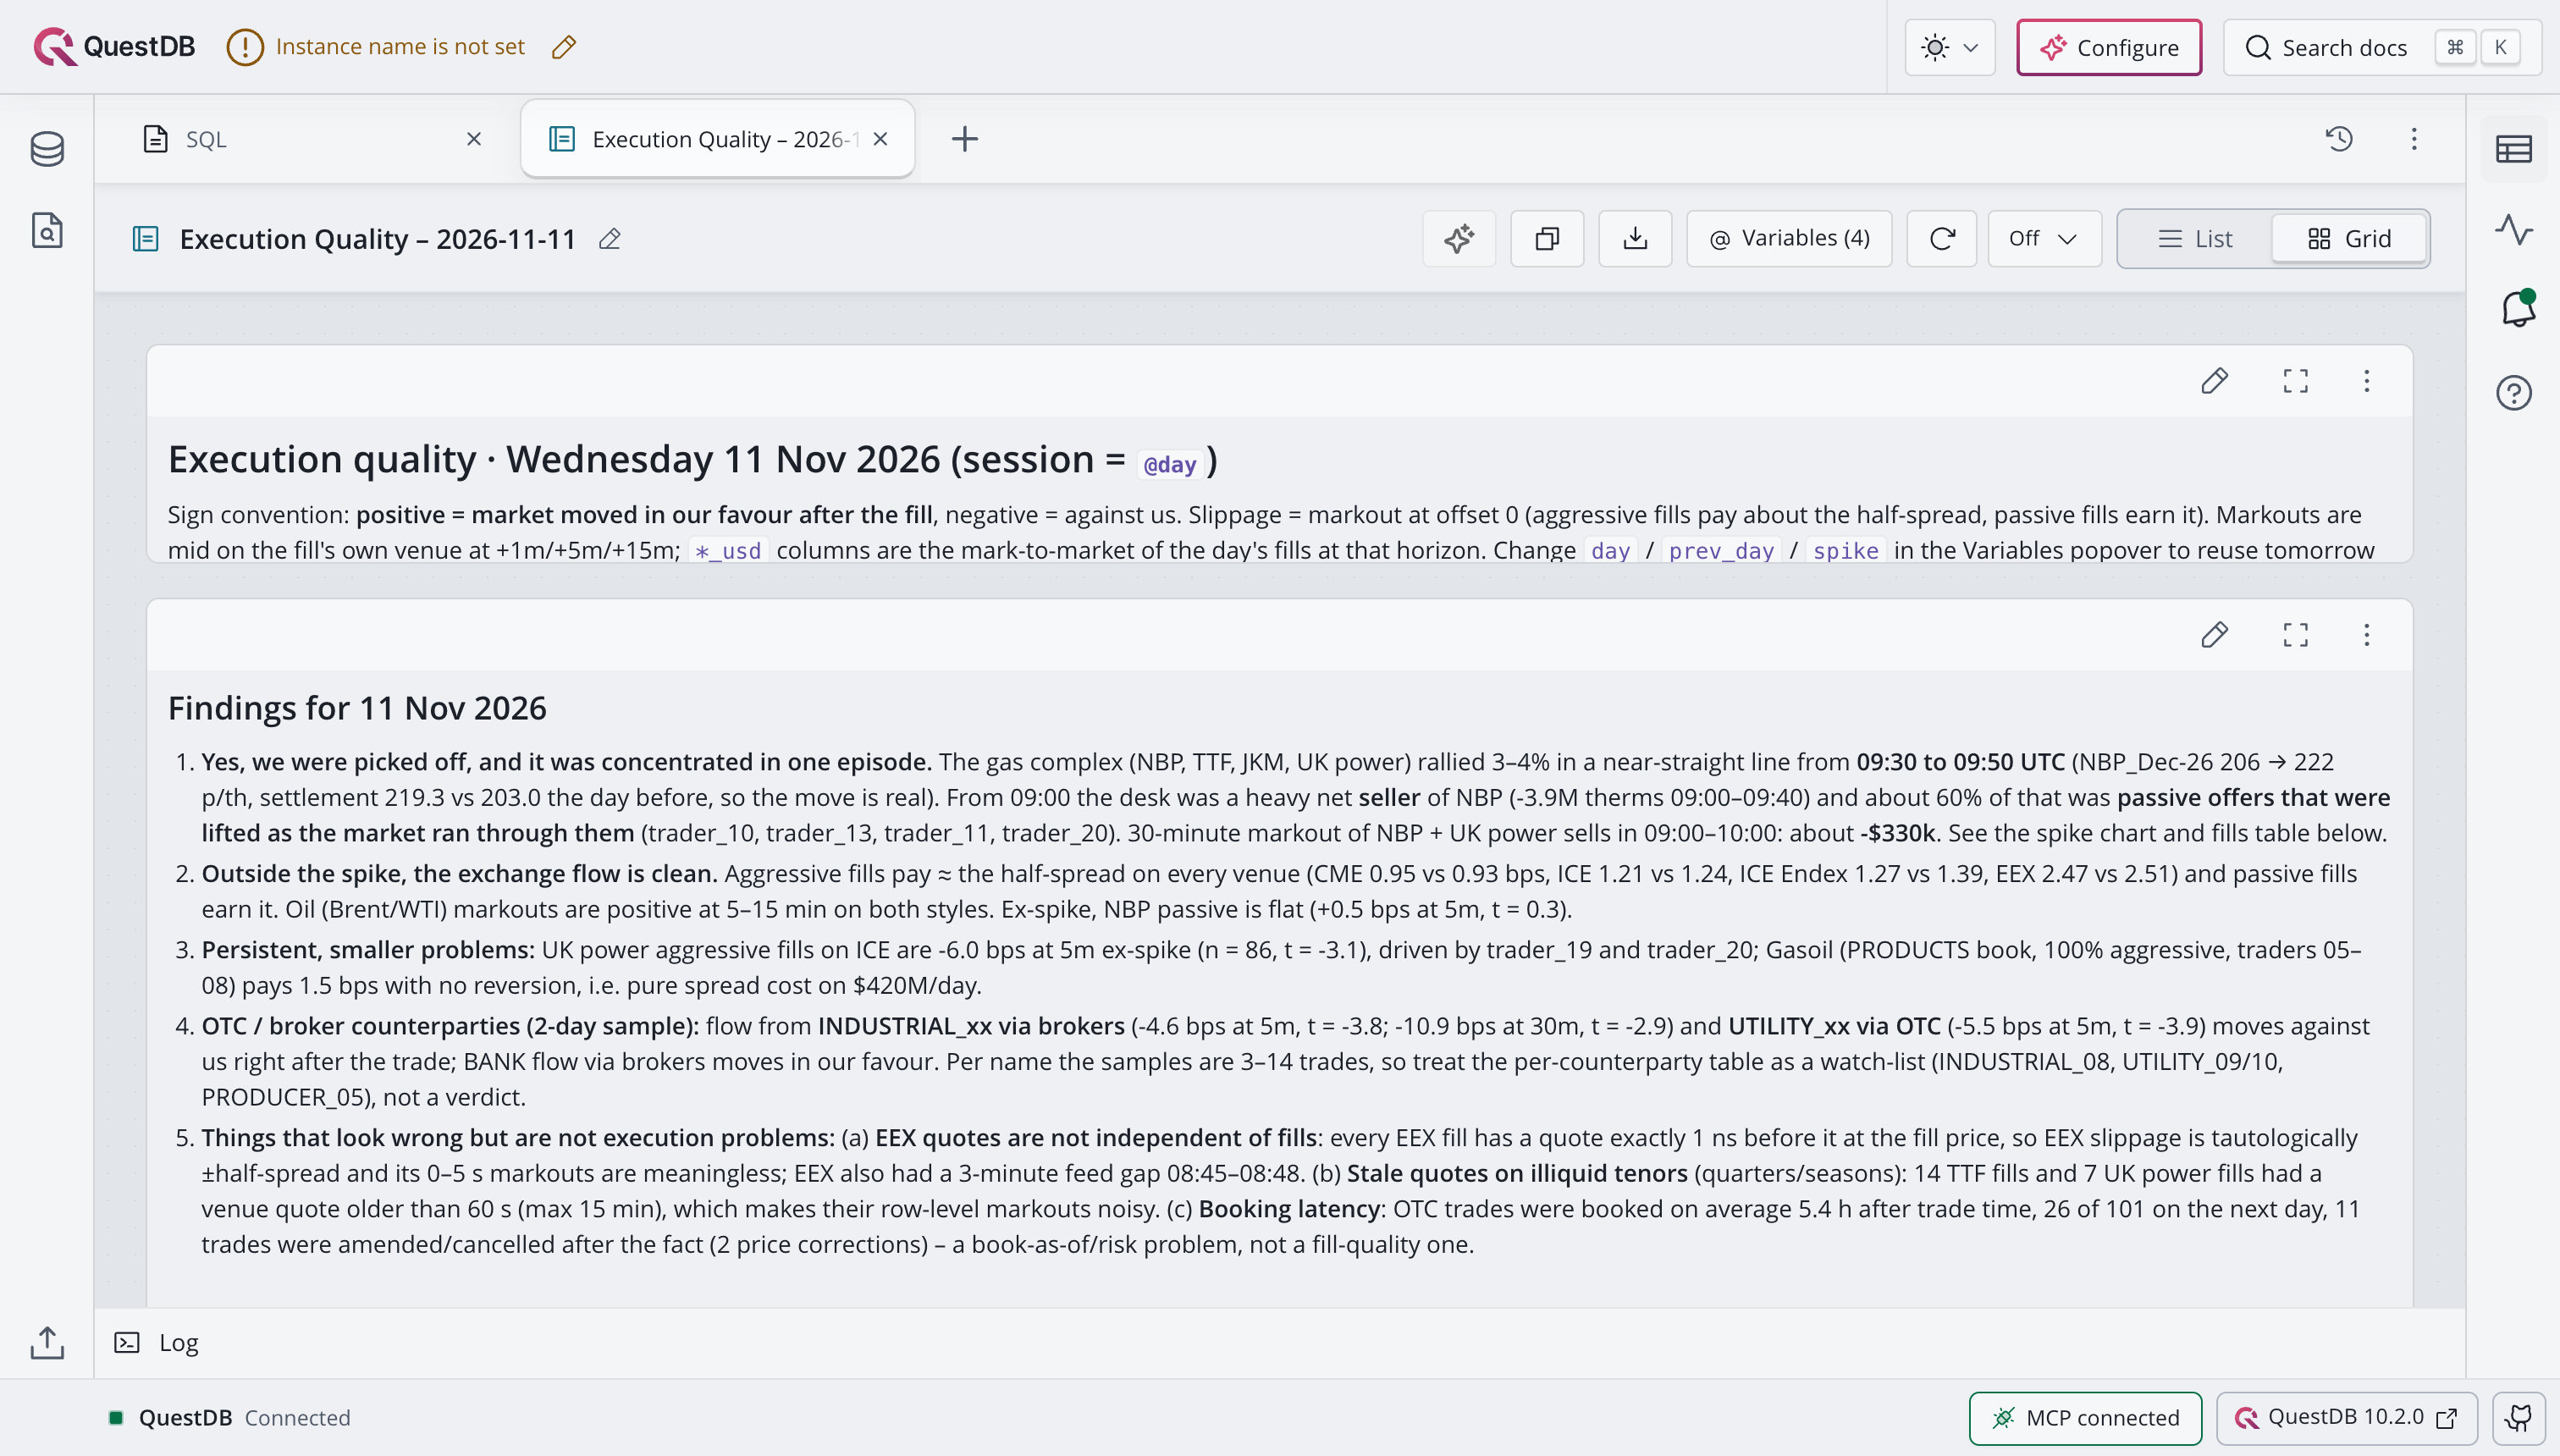 QuestDB
Instance name is not set
Configure
Search docs
⌘ K
SQL
Execution Quality – 2026-1
Execution Quality – 2026-11-11
@ Variables (4)
Off
List
Grid
Execution quality · Wednesday 11 Nov 2026 (session = @day)
Sign convention: positive = market moved in our favour after the fill, negative = against us. Slippage = markout at offset 0 (aggressive fills pay about the half-spread, passive fills earn it). Markouts are
mid on the fill's own venue at +1m/+5m/+15m; *_usd columns are the mark-to-market of the day's fills at that horizon. Change day / prev_day / spike in the Variables popover to reuse tomorrow
Findings for 11 Nov 2026
1. Yes, we were picked off, and it was concentrated in one episode. The gas complex (NBP, TTF, JKM, UK power) rallied 3–4% in a near-straight line from 09:30 to 09:50 UTC (NBP_Dec-26 206 → 222
p/th, settlement 219.3 vs 203.0 the day before, so the move is real). From 09:00 the desk was a heavy net seller of NBP (-3.9M therms 09:00–09:40) and about 60% of that was passive offers that were
lifted as the market ran through them (trader_10, trader_13, trader_11, trader_20). 30-minute markout of NBP + UK power sells in 09:00–10:00: about -$330k. See the spike chart and fills table below.
2. Outside the spike, the exchange flow is clean. Aggressive fills pay ≈ the half-spread on every venue (CME 0.95 vs 0.93 bps, ICE 1.21 vs 1.24, ICE Endex 1.27 vs 1.39, EEX 2.47 vs 2.51) and passive fills
earn it. Oil (Brent/WTI) markouts are positive at 5–15 min on both styles. Ex-spike, NBP passive is flat (+0.5 bps at 5m, t = 0.3).
3. Persistent, smaller problems: UK power aggressive fills on ICE are -6.0 bps at 5m ex-spike (n = 86, t = -3.1), driven by trader_19 and trader_20; Gasoil (PRODUCTS book, 100% aggressive, traders 05–
08) pays 1.5 bps with no reversion, i.e. pure spread cost on $420M/day.
4. OTC / broker counterparties (2-day sample): flow from INDUSTRIAL_xx via brokers (-4.6 bps at 5m, t = -3.8; -10.9 bps at 30m, t = -2.9) and UTILITY_xx via OTC (-5.5 bps at 5m, t = -3.9) moves against
us right after the trade; BANK flow via brokers moves in our favour. Per name the samples are 3–14 trades, so treat the per-counterparty table as a watch-list (INDUSTRIAL_08, UTILITY_09/10,
PRODUCER_05), not a verdict.
5. Things that look wrong but are not execution problems: (a) EEX quotes are not independent of fills: every EEX fill has a quote exactly 1 ns before it at the fill price, so EEX slippage is tautologically
±half-spread and its 0–5 s markouts are meaningless; EEX also had a 3-minute feed gap 08:45–08:48. (b) Stale quotes on illiquid tenors (quarters/seasons): 14 TTF fills and 7 UK power fills had a
venue quote older than 60 s (max 15 min), which makes their row-level markouts noisy. (c) Booking latency: OTC trades were booked on average 5.4 h after trade time, 26 of 101 on the next day, 11
trades were amended/cancelled after the fact (2 price corrections) – a book-as-of/risk problem, not a fill-quality one.
Log
QuestDB Connected
MCP connected
QuestDB 10.2.0